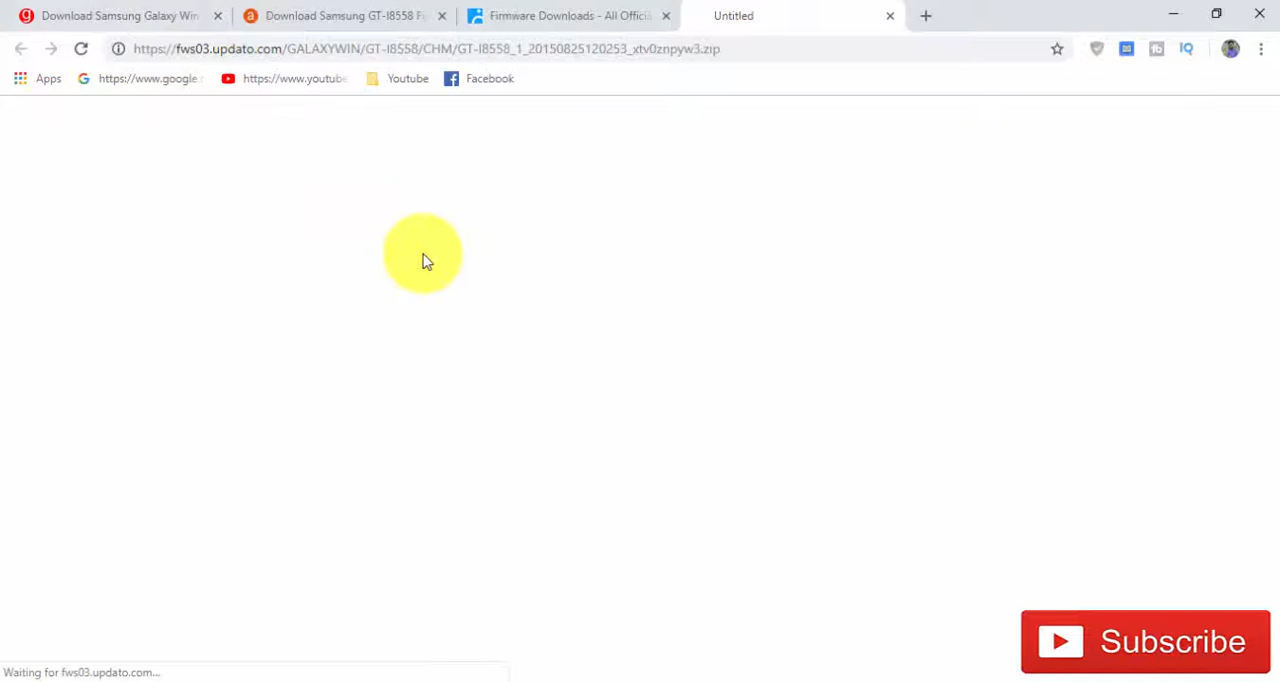 Download Samsung Galaxy Win
Download Samsung GT-I8558 Fi
Firmware Downloads - All Offici
Untitled
https://fws03.updato.com/GALAXYWIN/GT-I8558/CHM/GT-I8558_1_20150825120253_xtv0znpyw3.zip
Apps
https://www.google.
https://www.youtube
Youtube
Facebook
Subscribe
Waiting for fws03.updato.com...